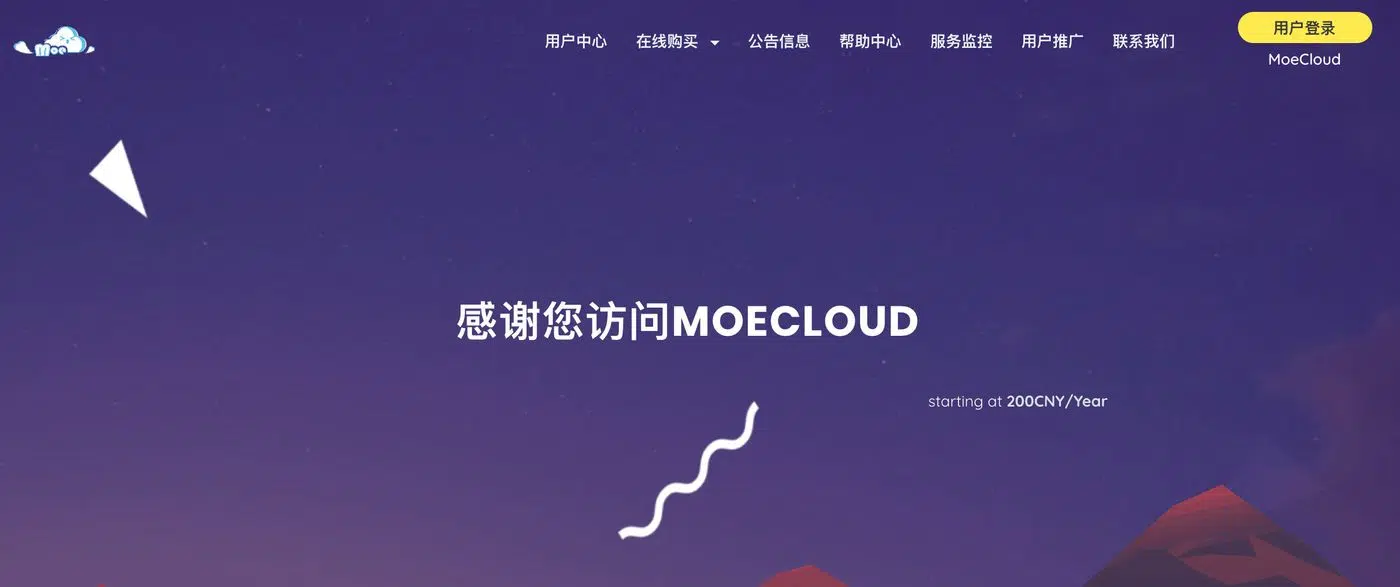 Moe
用户中心 在线购买 公告信息 帮助中心 服务监控 用户推广 联系我们
用户登录
MoeCloud
感谢您访问MOECLOUD
starting at 200CNY/Year